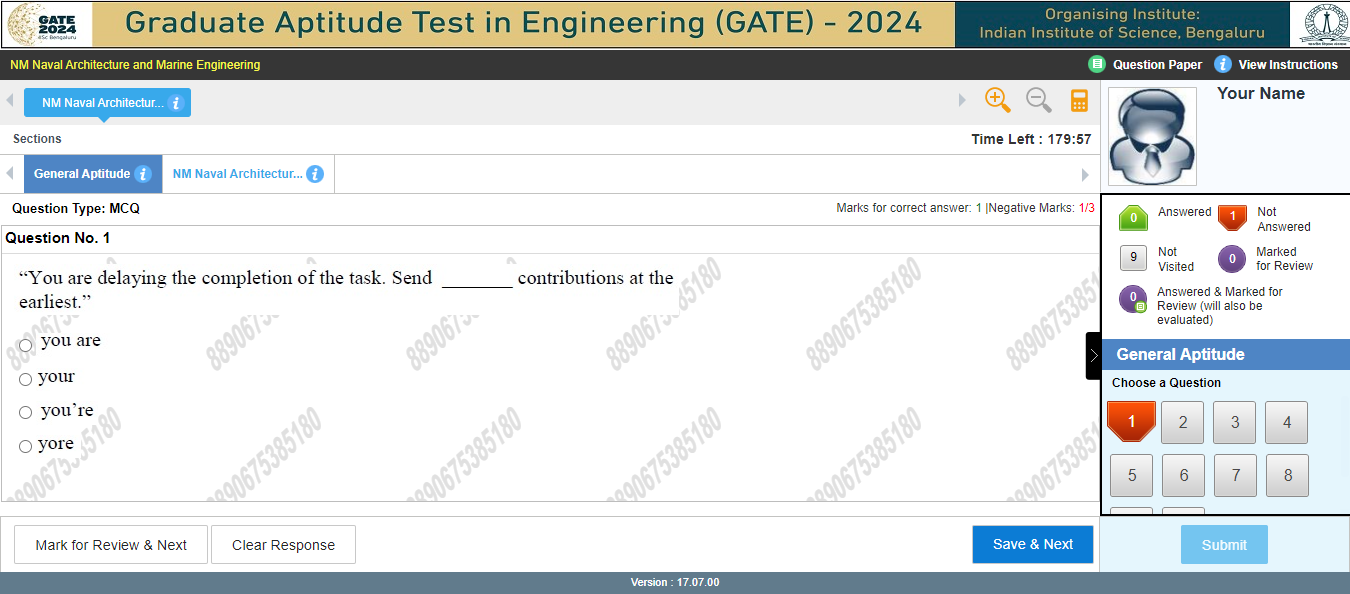 GATE
2024
IISc Bengaluru
Graduate Aptitude Test in Engineering (GATE) - 2024
Organising Institute:
Indian Institute of Science, Bengaluru
NM Naval Architecture and Marine Engineering
Question Paper
i View Instructions
NM Naval Architectur... i
Your Name
Sections
Time Left : 179:57
General Aptitude i
NM Naval Architectur... i
Question Type: MCQ
Marks for correct answer: 1 |Negative Marks: 1/3
0 Answered
1 Not Answered
Question No. 1
9 Not Visited
0 Marked for Review
“You are delaying the completion of the task. Send _______ contributions at the
earliest.”
0 Answered & Marked for
Review (will also be
evaluated)
you are
your
you’re
yore
8890675385180
General Aptitude
Choose a Question
1 2 3 4
5 6 7 8
Mark for Review & Next
Clear Response
Save & Next
Submit
Version : 17.07.00